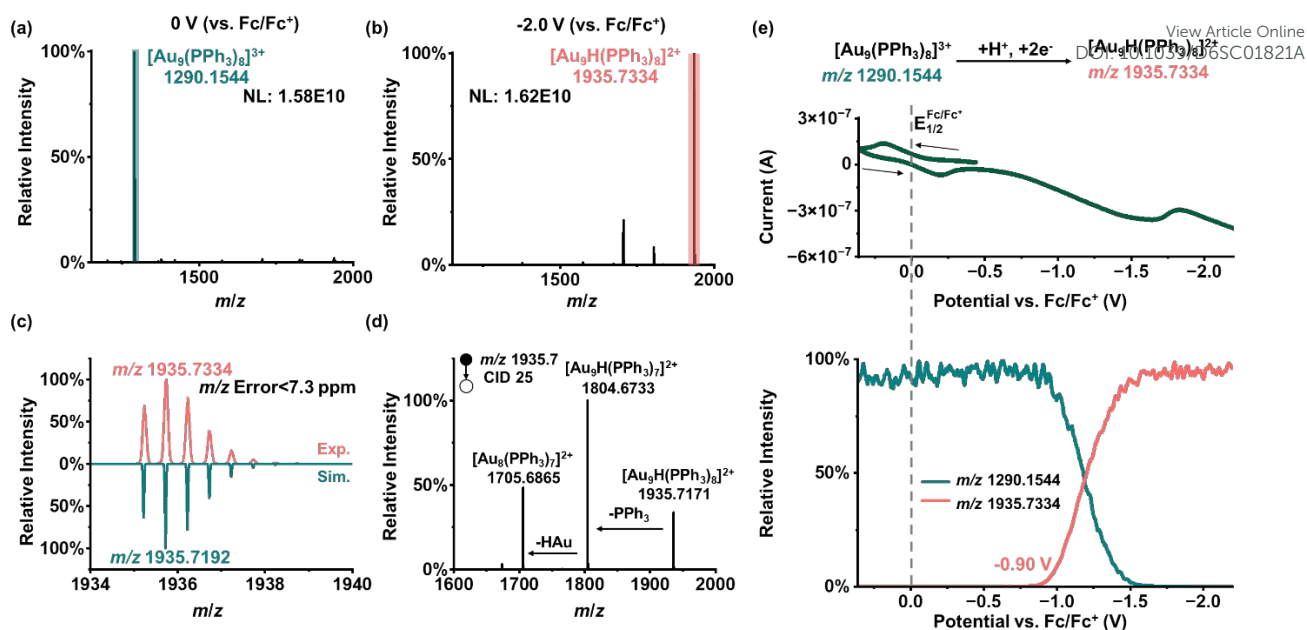 View Article Online
DOI: 10.1039/D6SC01821A
(a)
0 V (vs. Fc/Fc⁺)
100%
50%
0%
Relative Intensity
[Au₉(PPh₃)₈]³⁺
1290.1544
NL: 1.58E10
1500
2000
m/z
(b)
-2.0 V (vs. Fc/Fc⁺)
100%
50%
0%
Relative Intensity
[Au₉H(PPh₃)₈]²⁺
1935.7334
NL: 1.62E10
1500
2000
m/z
(c)
m/z 1935.7334
m/z Error<7.3 ppm
100%
50%
0%
50%
100%
Relative Intensity
Exp.
Sim.
m/z 1935.7192
1934
1936
1938
1940
m/z
(d)
m/z 1935.7
CID 25
100%
50%
0%
Relative Intensity
[Au₉H(PPh₃)₇]²⁺
1804.6733
[Au₈(PPh₃)₇]²⁺
1705.6865
[Au₉H(PPh₃)₈]²⁺
1935.7171
-PPh₃
-HAu
1600
1700
1800
1900
2000
m/z
(e)
[Au₉(PPh₃)₈]³⁺
m/z 1290.1544
+H⁺, +2e⁻
[Au₉H(PPh₃)₈]²⁺
m/z 1935.7334
E₁/₂ Fc/Fc⁺
3×10⁻⁷
0
−3×10⁻⁷
−6×10⁻⁷
Current (A)
0.0
−0.5
−1.0
−1.5
−2.0
Potential vs. Fc/Fc⁺ (V)
100%
50%
0%
Relative Intensity
m/z 1290.1544
m/z 1935.7334
-0.90 V
0.0
−0.5
−1.0
−1.5
−2.0
Potential vs. Fc/Fc⁺ (V)